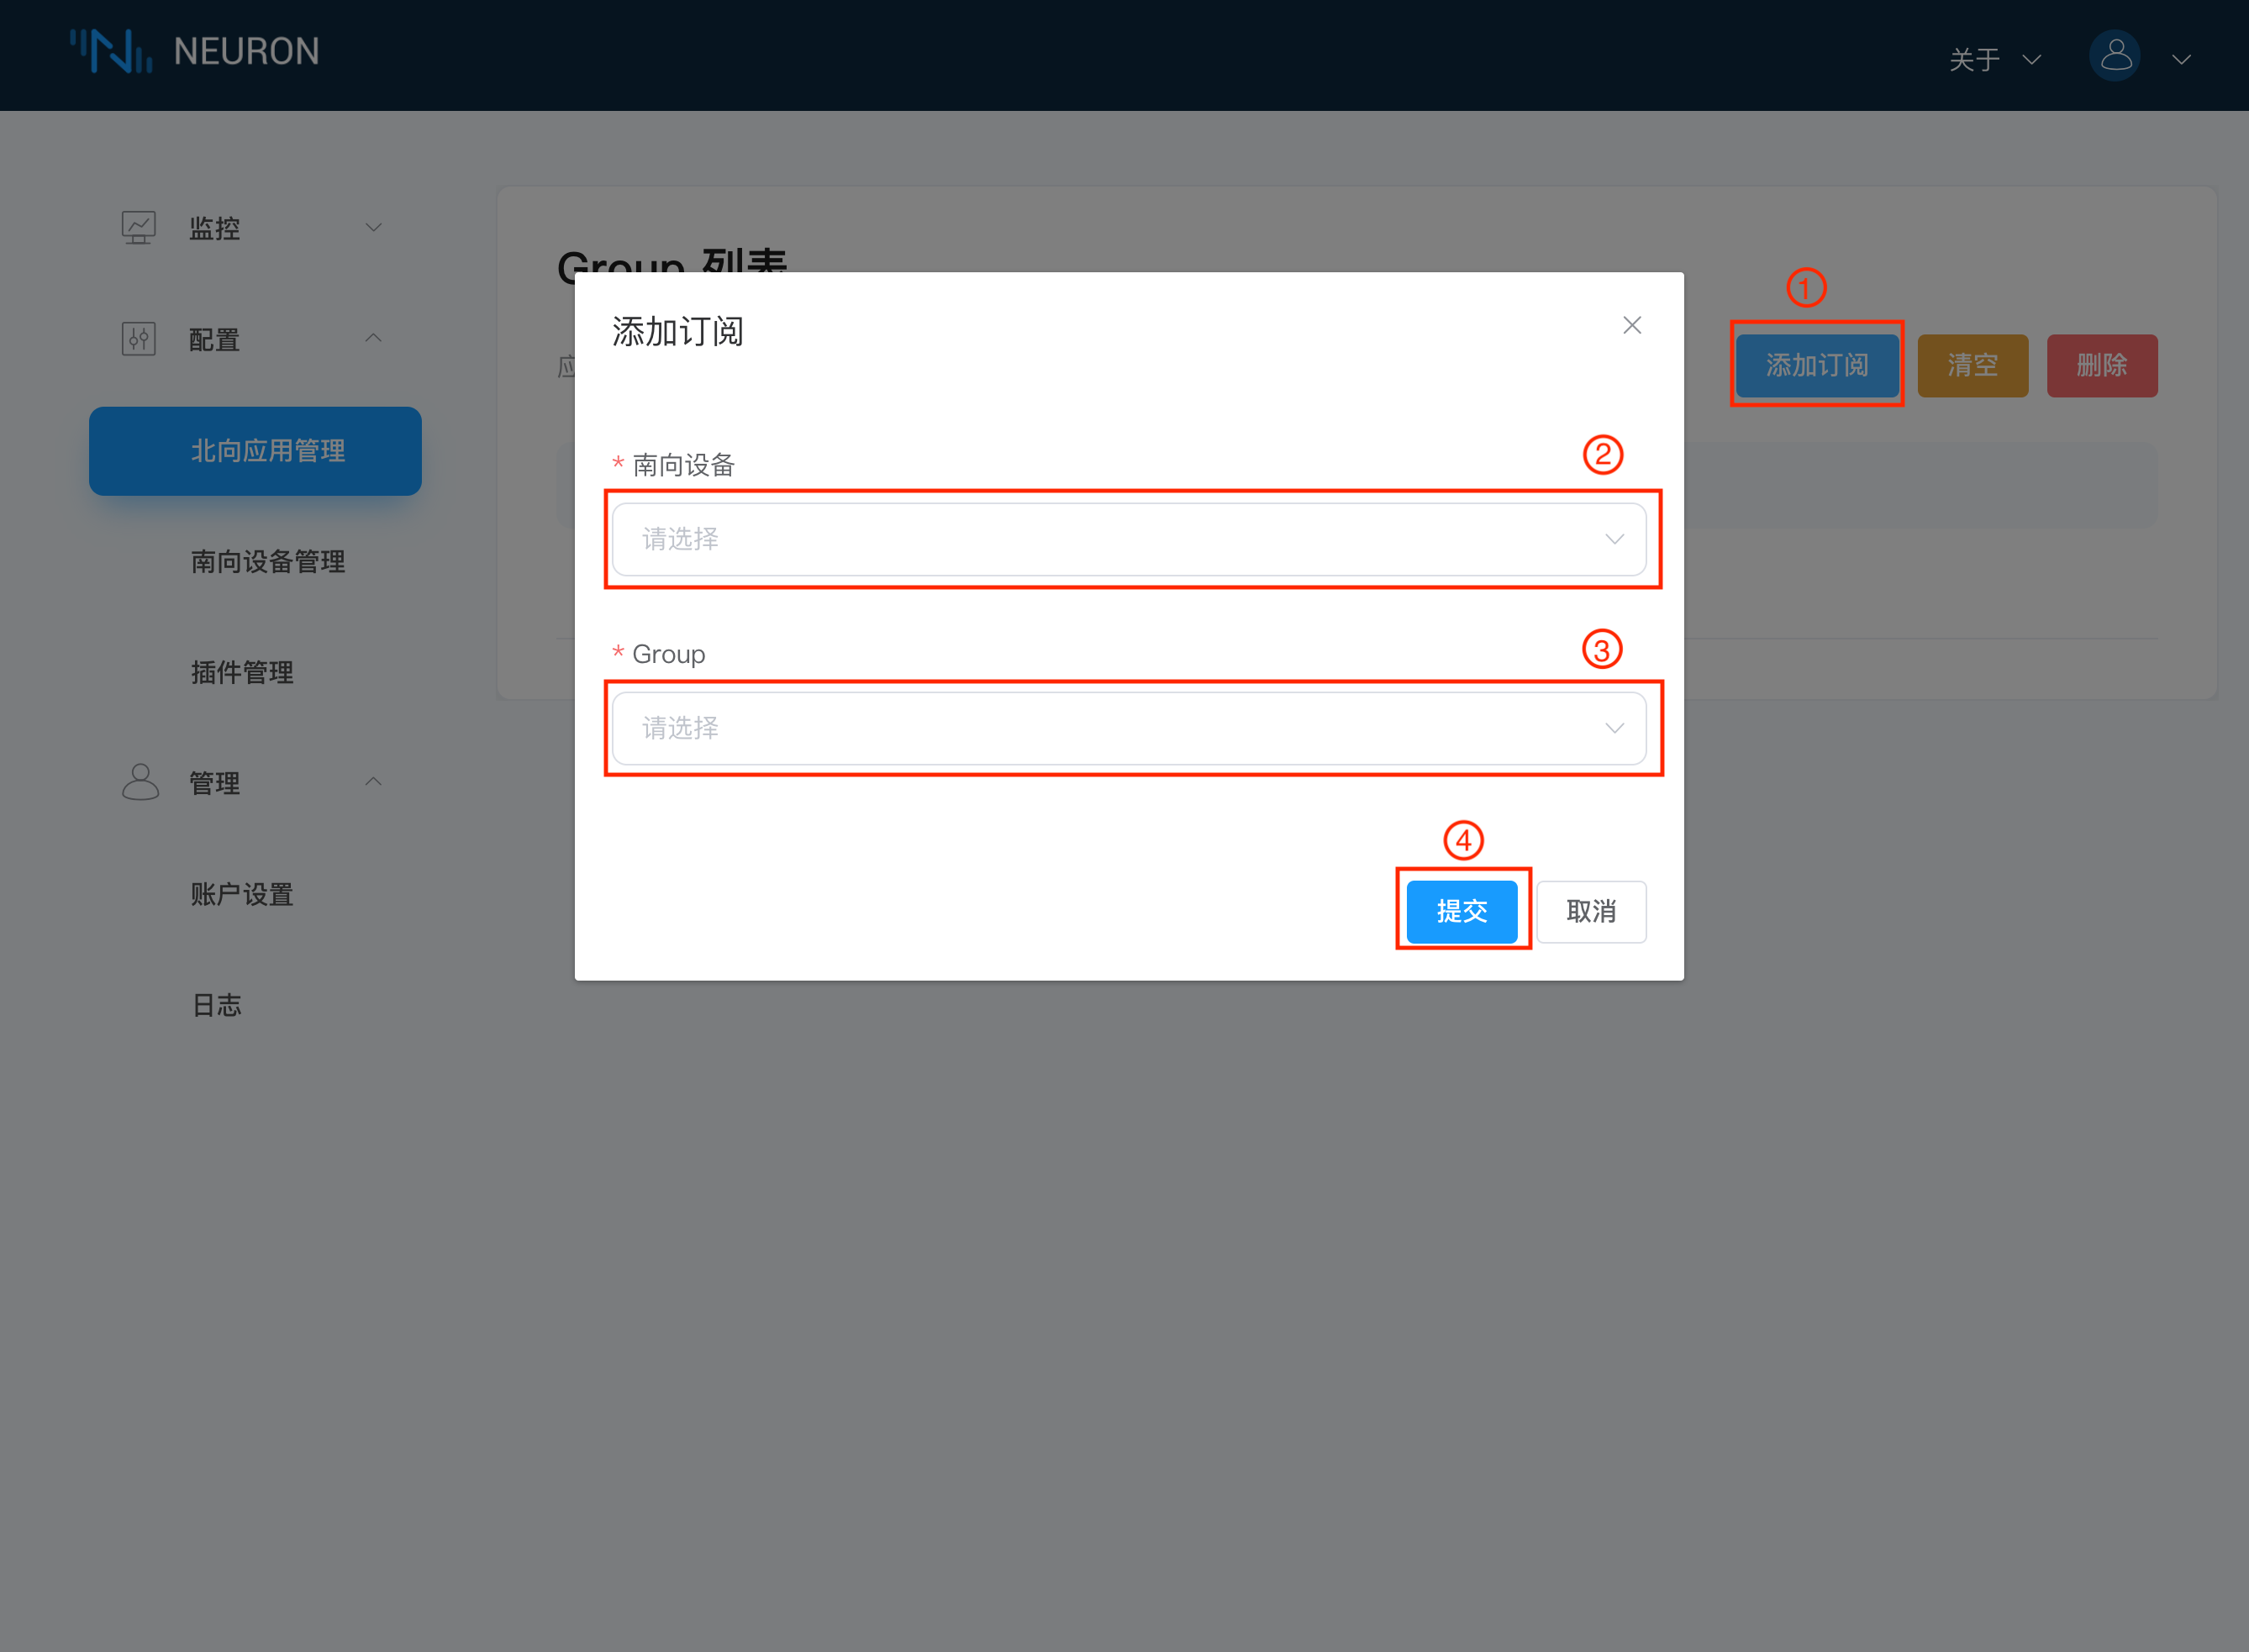 NEURON
关于
监控
配置
北向应用管理
南向设备管理
插件管理
管理
账户设置
日志
Group 列表
应
①
添加订阅
清空
删除
添加订阅
* 南向设备
②
请选择
* Group
③
请选择
④
提交
取消